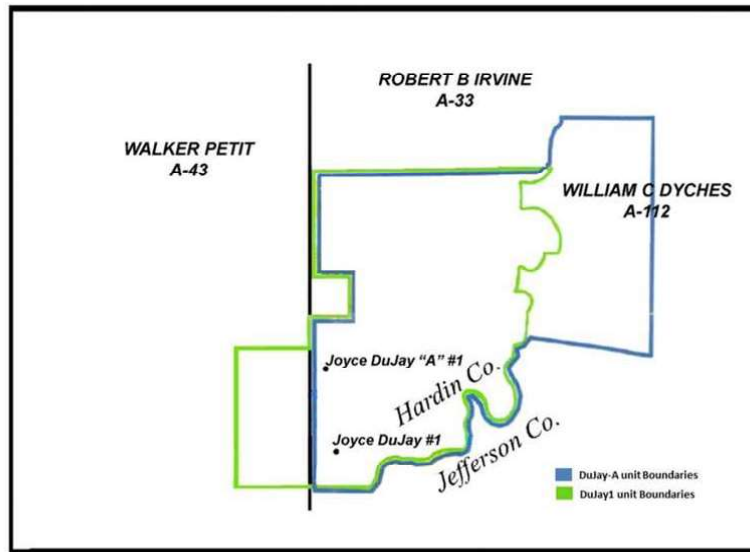 ROBERT B IRVINE
A-33
WALKER PETIT
A-43
WILLIAM C DYCHES
A-112
Joyce DuJay "A" #1
Hardin Co.
Joyce DuJay #1
Jefferson Co.
DuJay-A unit Boundaries
DuJay1 unit Boundaries